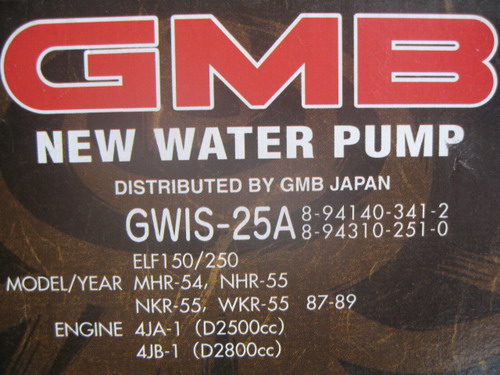 GMB
NEW WATER PUMP
DISTRIBUTED BY GMB JAPAN
GWIS-25A 8-94140-341-2
8-94310-251-0
ELF150/250
MODEL/YEAR MHR-54, NHR-55
NKR-55, WKR-55 87-89
ENGINE 4JA-1 (D2500cc)
4JB-1 (D2800cc)